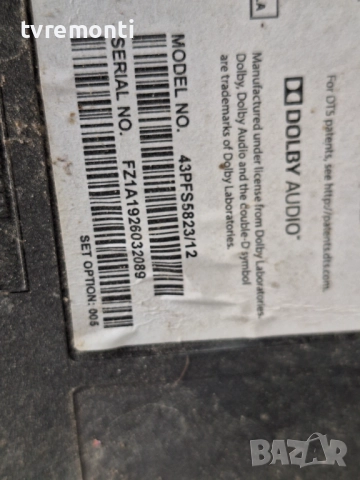 tvremonti
LA
For DTS patents, see http://patents.dts.com.
DOLBY AUDIO™
Manufactured under license from Dolby Laboratories.
Dolby, Dolby Audio and the double-D symbol
are trademarks of Dolby Laboratories.
MODEL NO. 43PFS5823/12
SERIAL NO. FZ1A1926032089
SET OPTION: 005
BAZAR